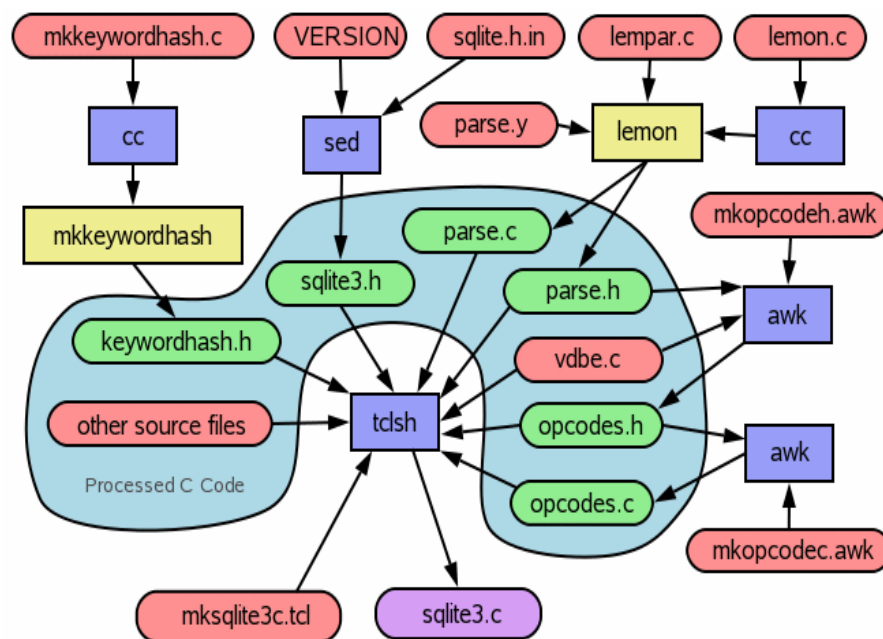 mkkeywordhash.c
VERSION
sqlite.h.in
lempar.c
lemon.c
cc
sed
parse.y
lemon
cc
mkkeywordhash
parse.c
mkopcodeh.awk
sqlite3.h
parse.h
awk
keywordhash.h
vdbe.c
other source files
tclsh
opcodes.h
awk
Processed C Code
opcodes.c
mkopcodec.awk
mksqlite3c.tcl
sqlite3.c